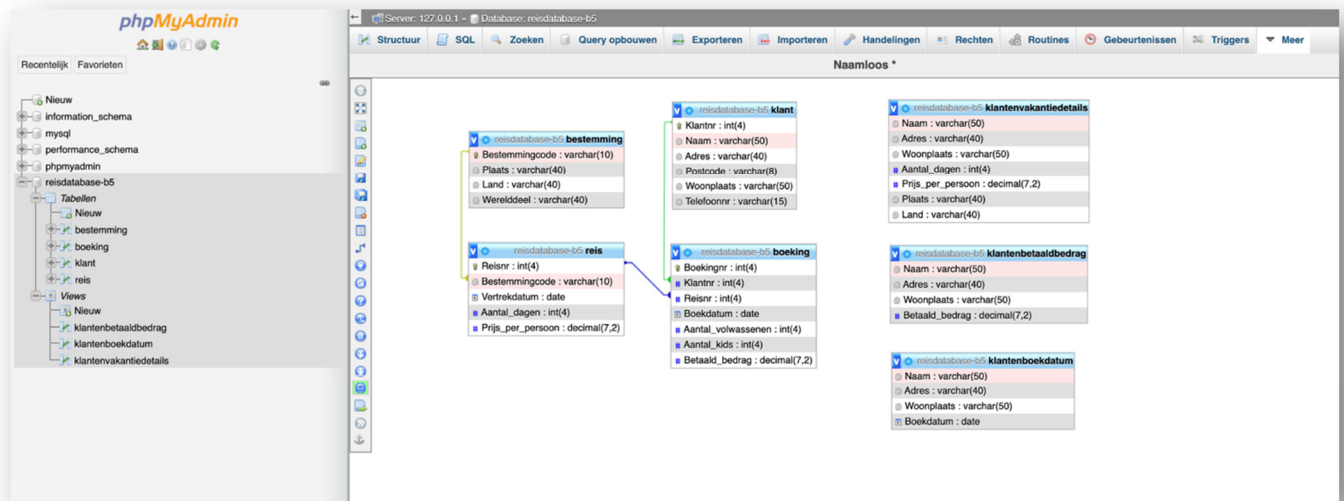 phpMyAdmin
Recentelijk Favorieten
Nieuw
information_schema
mysql
performance_schema
phpmyadmin
reisdatabase-b5
Tabellen
Nieuw
bestemming
boeking
klant
reis
Views
Nieuw
klantenbetaaldbedrag
klantenboekdatum
klantenvakantiedetails
Server: 127.0.0.1 - Database: reisdatabase-b5
Structuur SQL Zoeken Query opbouwen Exporteren Importeren Handelingen Rechten Routines Gebeurtenissen Triggers Meer
Naamloos *
reisdatabase-b5 bestemming
Bestemmingcode : varchar(10)
Plaats : varchar(40)
Land : varchar(40)
Werelddeel : varchar(40)
reisdatabase-b5 klant
Klantnr : int(4)
Naam : varchar(50)
Adres : varchar(40)
Postcode : varchar(8)
Woonplaats : varchar(50)
Telefoonnr : varchar(15)
reisdatabase-b5 klantenvakantiedetails
Naam : varchar(50)
Adres : varchar(40)
Woonplaats : varchar(50)
Aantal_dagen : int(4)
Prijs_per_persoon : decimal(7,2)
Plaats : varchar(40)
Land : varchar(40)
reisdatabase-b5 reis
Reisnr : int(4)
Bestemmingcode : varchar(10)
Vertrekdatum : date
Aantal_dagen : int(4)
Prijs_per_persoon : decimal(7,2)
reisdatabase-b5 boeking
Boekingnr : int(4)
Klantnr : int(4)
Reisnr : int(4)
Boekdatum : date
Aantal_volwassenen : int(4)
Aantal_kids : int(4)
Betaald_bedrag : decimal(7,2)
reisdatabase-b5 klantenbetaaldbedrag
Naam : varchar(50)
Adres : varchar(40)
Woonplaats : varchar(50)
Betaald_bedrag : decimal(7,2)
reisdatabase-b5 klantenboekdatum
Naam : varchar(50)
Adres : varchar(40)
Woonplaats : varchar(50)
Boekdatum : date